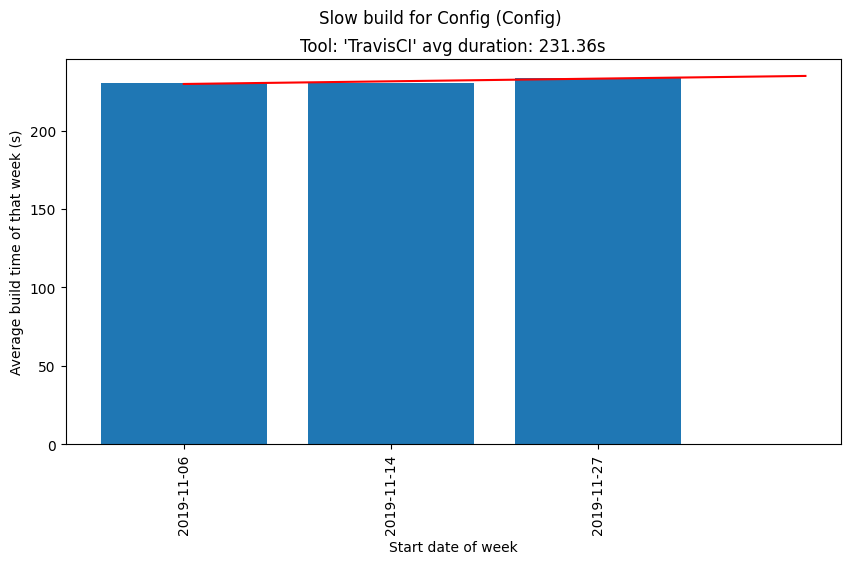 Slow build for Config (Config)
Tool: 'TravisCI' avg duration: 231.36s
Average build time of that week (s)
200
150
100
50
0
2019-11-06
2019-11-14
2019-11-27
Start date of week